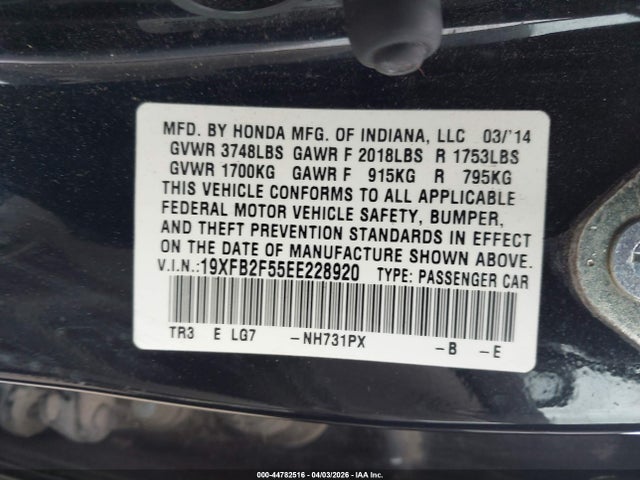 MFD. BY HONDA MFG. OF INDIANA, LLC 03/'14
GVWR 3748LBS GAWR F 2018LBS R 1753LBS
GVWR 1700KG GAWR F 915KG R 795KG
THIS VEHICLE CONFORMS TO ALL APPLICABLE
FEDERAL MOTOR VEHICLE SAFETY, BUMPER,
AND THEFT PREVENTION STANDARDS IN EFFECT
ON THE DATE OF MANUFACTURE SHOWN ABOVE.
V.I.N.:19XFB2F55EE228920 TYPE: PASSENGER CAR
TR3 E LG7 -NH731PX -B -E
000-44782516 | 04/03/2026 | IAA Inc.